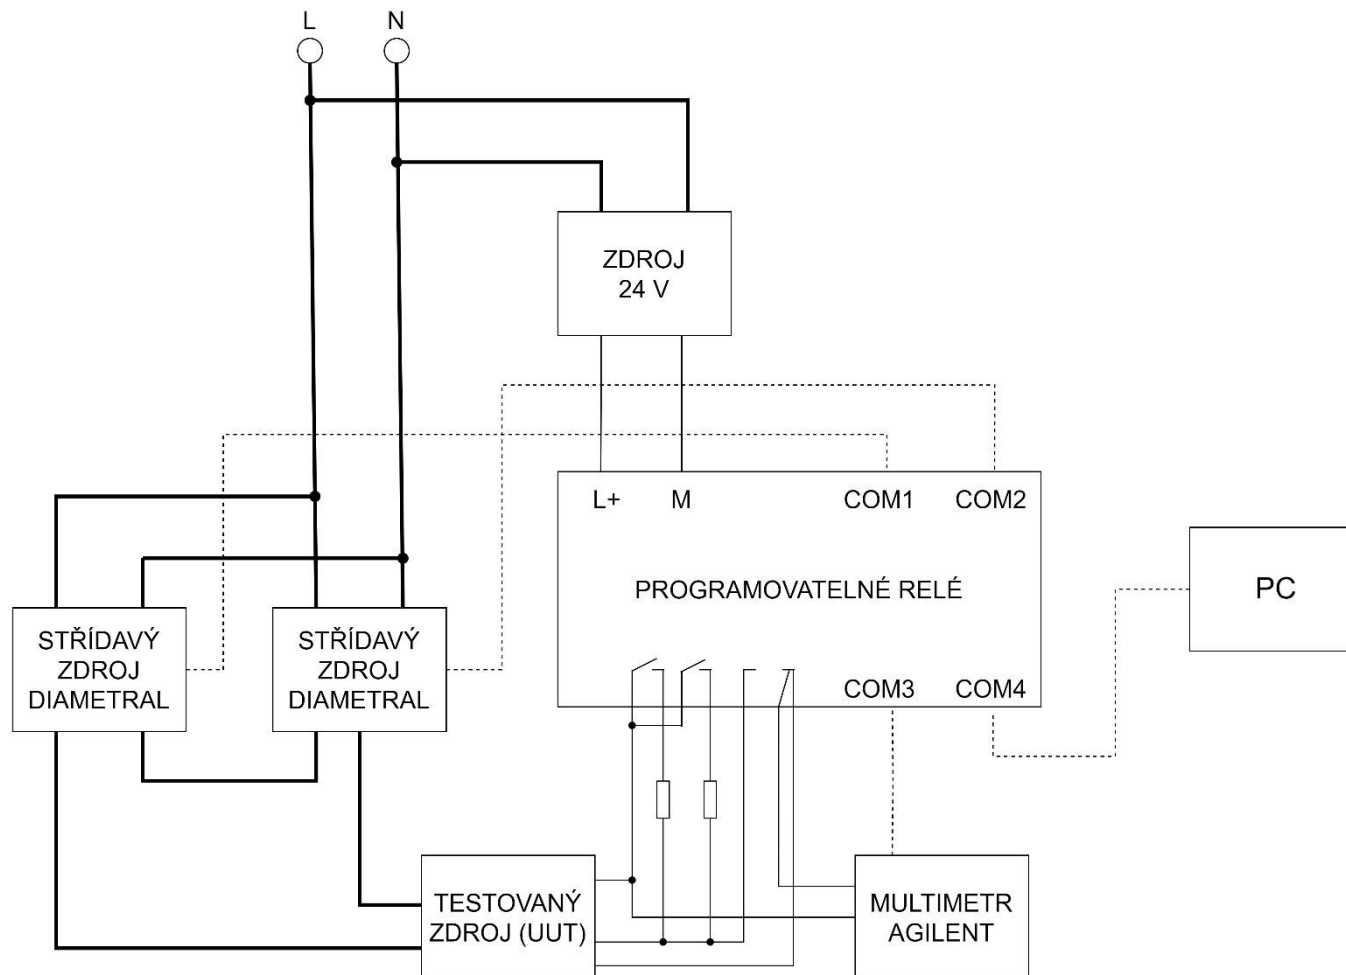 L N
ZDROJ
24 V
L+ M COM1 COM2
PROGRAMOVATELNÉ RELÉ
PC
STŘÍDAVÝ
ZDROJ
DIAMETRAL
STŘÍDAVÝ
ZDROJ
DIAMETRAL
COM3 COM4
TESTOVANÝ
ZDROJ (UUT)
MULTIMETR
AGILENT